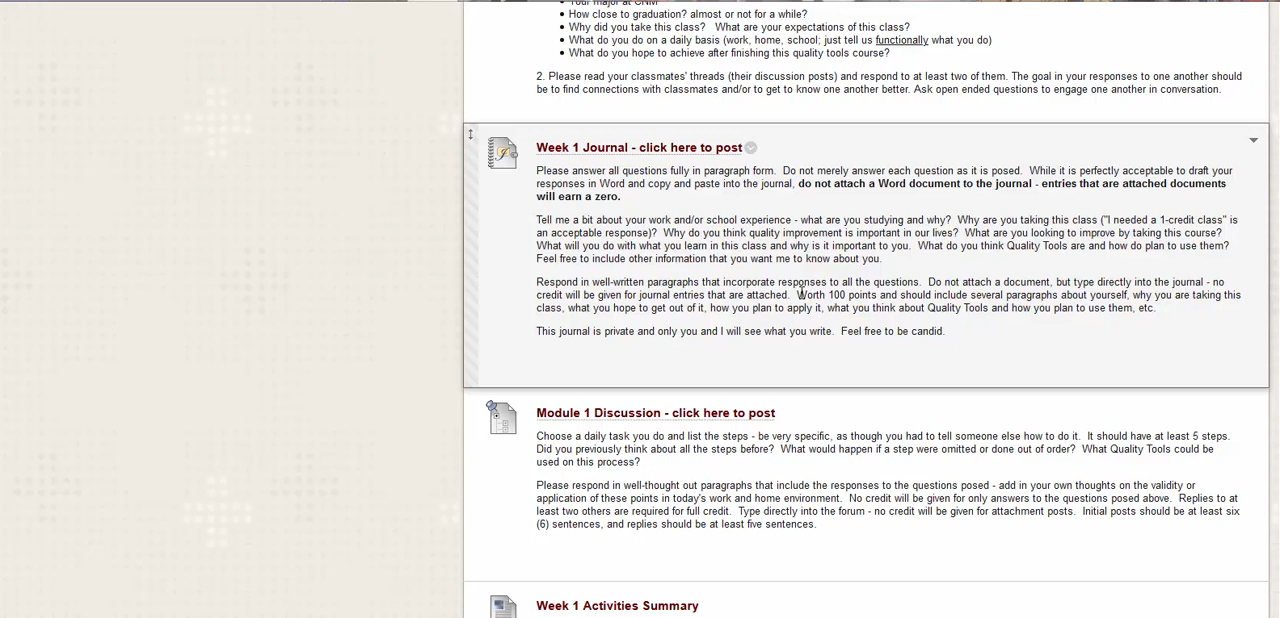 Your major at CNM
How close to graduation? almost or not for a while?
Why did you take this class?   What are your expectations of this class?
What do you do on a daily basis (work, home, school; just tell us functionally what you do)
What do you hope to achieve after finishing this quality tools course?
2. Please read your classmates' threads (their discussion posts) and respond to at least two of them. The goal in your responses to one another should
be to find connections with classmates and/or to get to know one another better. Ask open ended questions to engage one another in conversation.
Week 1 Journal - click here to post
Please answer all questions fully in paragraph form.  Do not merely answer each question as it is posed.  While it is perfectly acceptable to draft your
responses in Word and copy and paste into the journal, do not attach a Word document to the journal - entries that are attached documents
will earn a zero.
Tell me a bit about your work and/or school experience - what are you studying and why?  Why are you taking this class ("I needed a 1-credit class" is
an acceptable response)?  Why do you think quality improvement is important in our lives?  What are you looking to improve by taking this course?
What will you do with what you learn in this class and why is it important to you.  What do you think Quality Tools are and how do plan to use them?
Feel free to include other information that you want me to know about you.
Respond in well-written paragraphs that incorporate responses to all the questions.  Do not attach a document, but type directly into the journal - no
credit will be given for journal entries that are attached.  Worth 100 points and should include several paragraphs about yourself, why you are taking this
class, what you hope to get out of it, how you plan to apply it, what you think about Quality Tools and how you plan to use them, etc.
This journal is private and only you and I will see what you write.  Feel free to be candid.
Module 1 Discussion - click here to post
Choose a daily task you do and list the steps - be very specific, as though you had to tell someone else how to do it.  It should have at least 5 steps.
Did you previously think about all the steps before?  What would happen if a step were omitted or done out of order?  What Quality Tools could be
used on this process?
Please respond in well-thought out paragraphs that include the responses to the questions posed - add in your own thoughts on the validity or
application of these points in today's work and home environment.  No credit will be given for only answers to the questions posed above.  Replies to at
least two others are required for full credit.  Type directly into the forum - no credit will be given for attachment posts.  Initial posts should be at least six
(6) sentences, and replies should be at least five sentences.
Week 1 Activities Summary